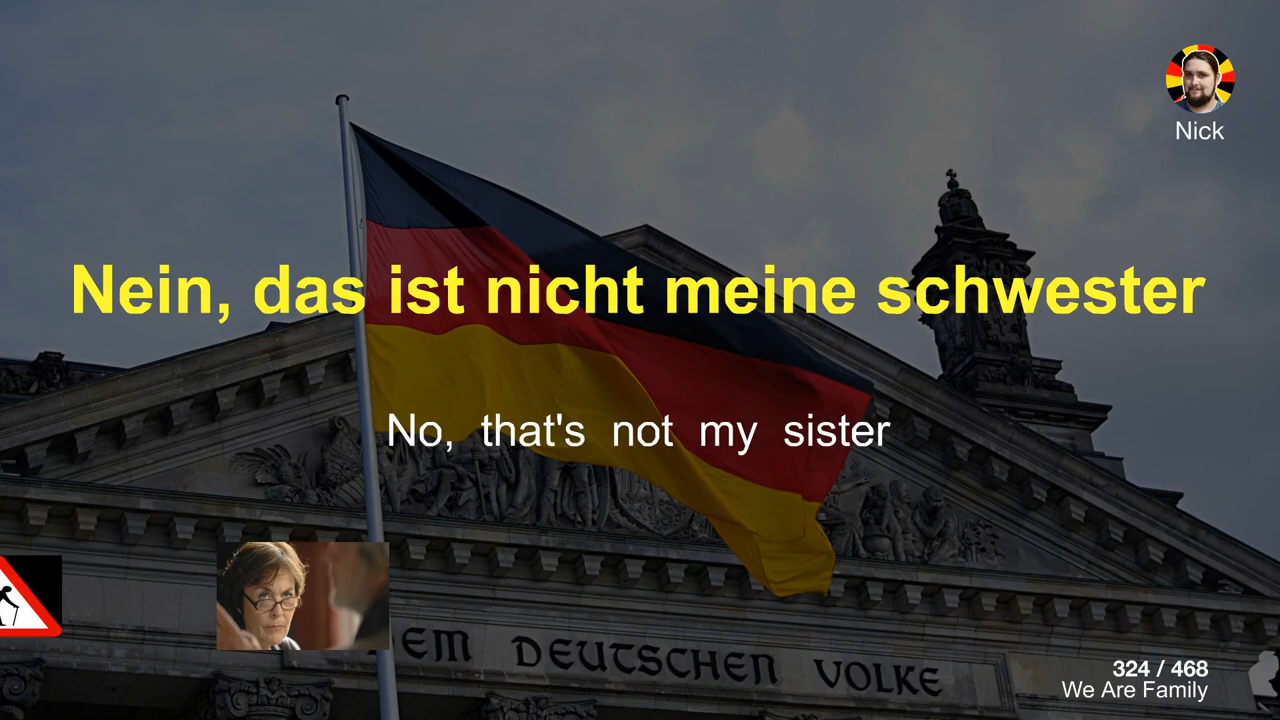 Nick
Nein, das ist nicht meine schwester
No, that's not my sister
DEM DEUTSCHEN VOLKE
324 / 468
We Are Family